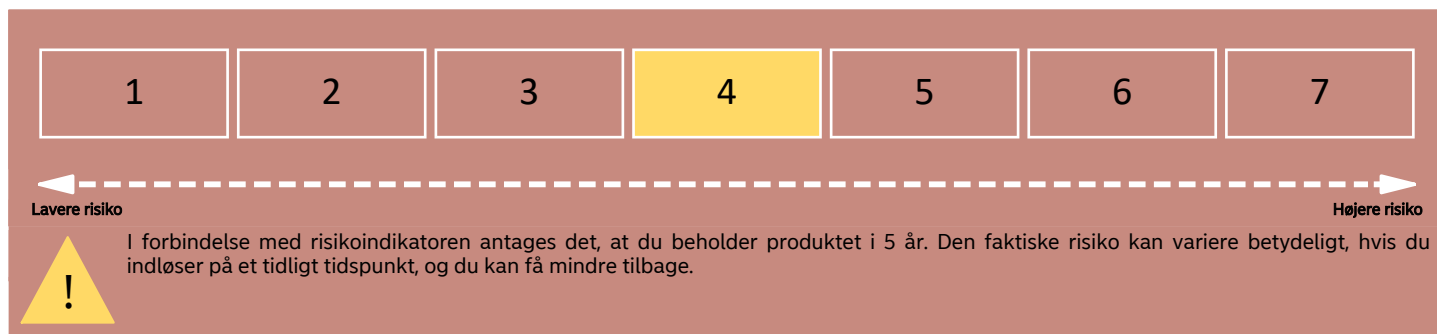 1 2 3 4 5 6 7
Lavere risiko Højere risiko
I forbindelse med risikoindikatoren antages det, at du beholder produktet i 5 år. Den faktiske risiko kan variere betydeligt, hvis du
indløser på et tidligt tidspunkt, og du kan få mindre tilbage.
!